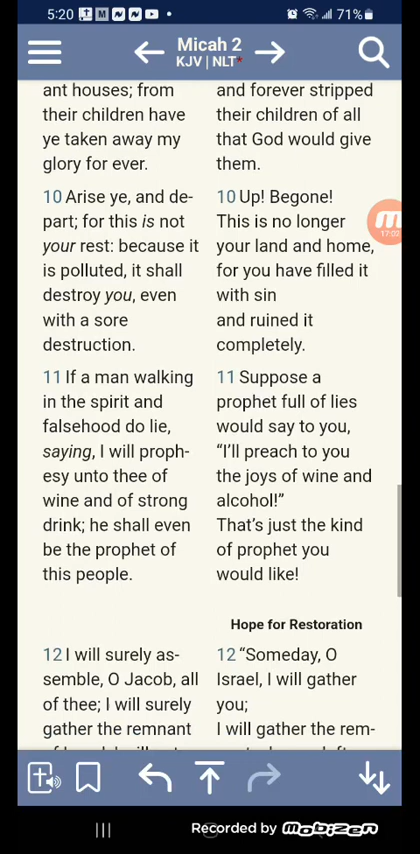 5:20
71%
Micah 2
KJV | NLT*
ant houses; from
their children have
ye taken away my
glory for ever.
10 Arise ye, and de-
part; for this is not
your rest: because it
is polluted, it shall
destroy you, even
with a sore
destruction.
11 If a man walking
in the spirit and
falsehood do lie,
saying, I will proph-
esy unto thee of
wine and of strong
drink; he shall even
be the prophet of
this people.
12 I will surely as-
semble, O Jacob, all
of thee; I will surely
gather the remnant
and forever stripped
their children of all
that God would give
them.
10 Up! Begone!
This is no longer
your land and home,
for you have filled it
with sin
and ruined it
completely.
11 Suppose a
prophet full of lies
would say to you,
“I’ll preach to you
the joys of wine and
alcohol!”
That’s just the kind
of prophet you
would like!
Hope for Restoration
12 “Someday, O
Israel, I will gather
you;
I will gather the rem-
17:02
Recorded by Mobizen